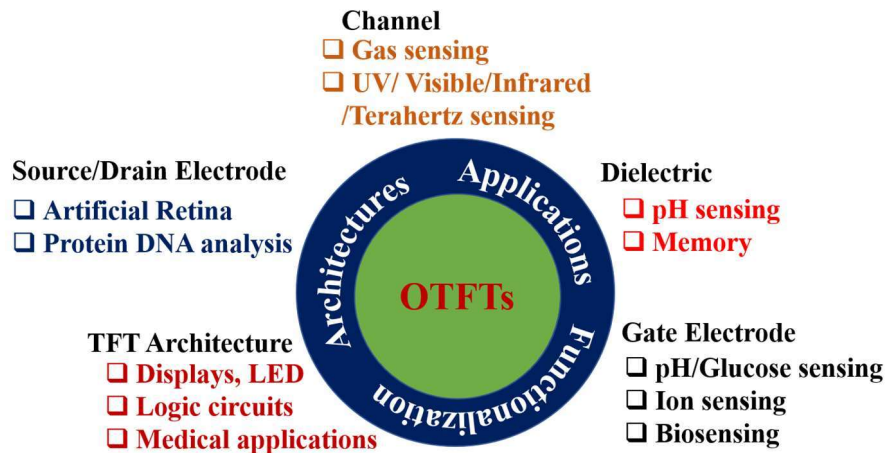 Channel
❑ Gas sensing
❑ UV/ Visible/Infrared
/Terahertz sensing
Source/Drain Electrode
❑ Artificial Retina
❑ Protein DNA analysis
Architectures
Applications
Functionalization
OTFTs
Dielectric
❑ pH sensing
❑ Memory
TFT Architecture
❑ Displays, LED
❑ Logic circuits
❑ Medical applications
Gate Electrode
❑ pH/Glucose sensing
❑ Ion sensing
❑ Biosensing